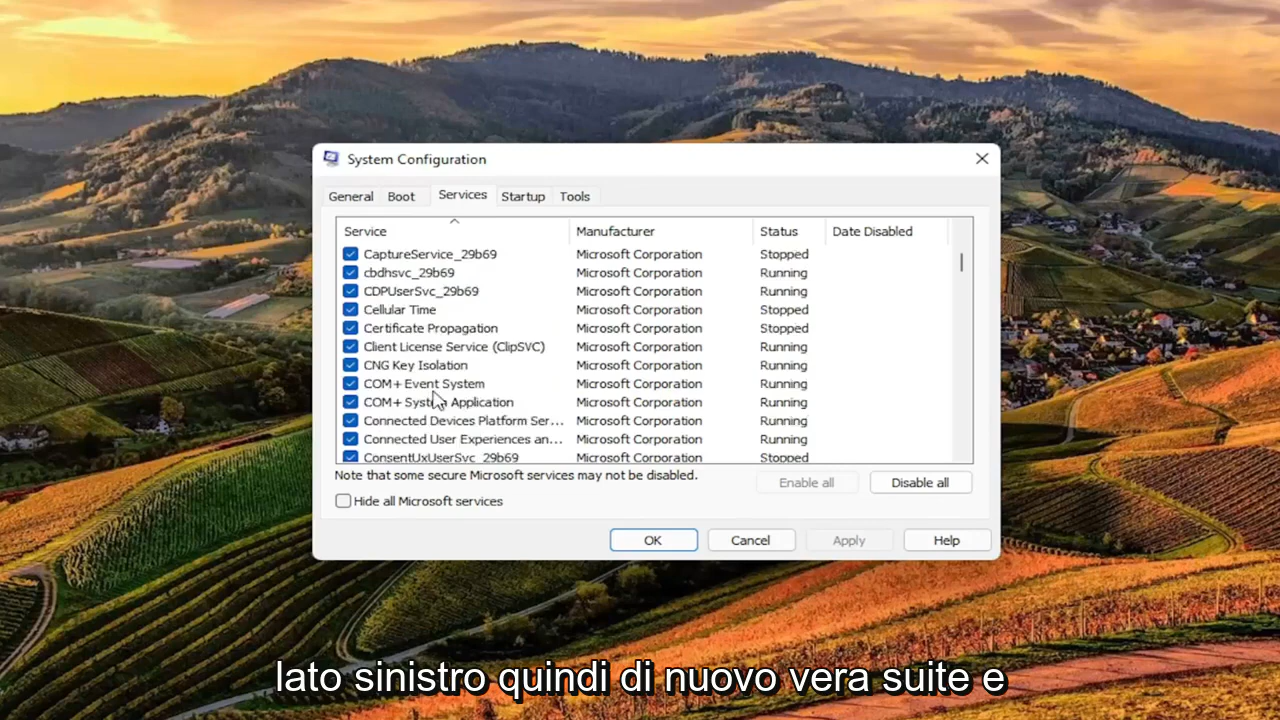 System Configuration
General Boot Services Startup Tools
Service Manufacturer Status Date Disabled
CaptureService_29b69 Microsoft Corporation Stopped
cbdhsvc_29b69 Microsoft Corporation Running
CDPUserSvc_29b69 Microsoft Corporation Running
Cellular Time Microsoft Corporation Stopped
Certificate Propagation Microsoft Corporation Stopped
Client License Service (ClipSVC) Microsoft Corporation Running
CNG Key Isolation Microsoft Corporation Running
COM+ Event System Microsoft Corporation Running
COM+ System Application Microsoft Corporation Running
Connected Devices Platform Ser... Microsoft Corporation Running
Connected User Experiences an... Microsoft Corporation Running
ConsentUxUserSvc_29b69 Microsoft Corporation Stopped
Note that some secure Microsoft services may not be disabled.
Enable all Disable all
Hide all Microsoft services
OK Cancel Apply Help
lato sinistro quindi di nuovo vera suite e